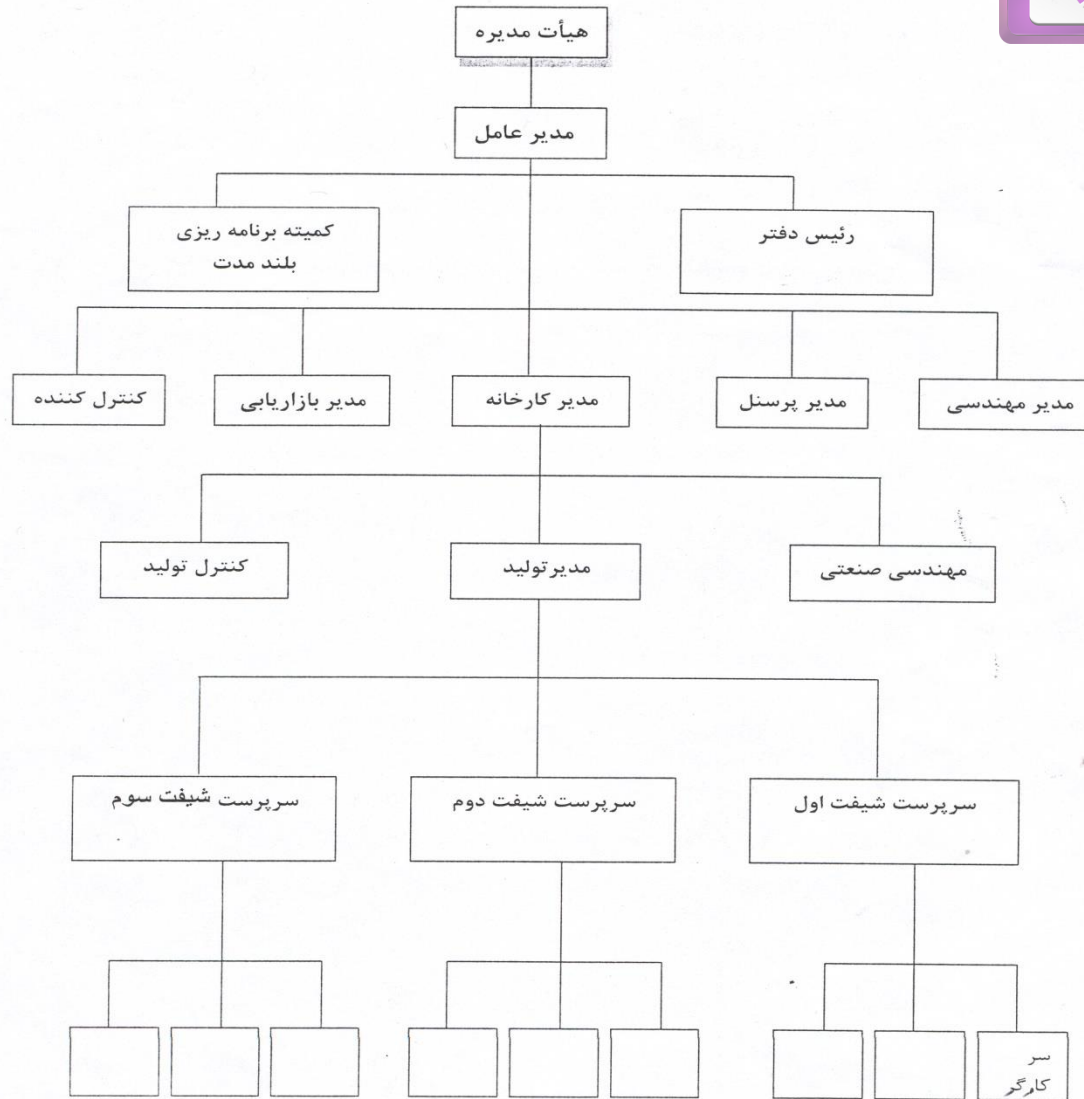 هیأت مدیره
مدیر عامل
رئیس دفتر
کمیته برنامه ریزی
بلند مدت
مدیر مهندسی
مدیر پرسنل
مدیر کارخانه
مدیر بازاریابی
کنترل کننده
مهندسی صنعتی
مدیرتولید
کنترل تولید
سرپرست شیفت اول
سرپرست شیفت دوم
سرپرست شیفت سوم
سر
کارگر